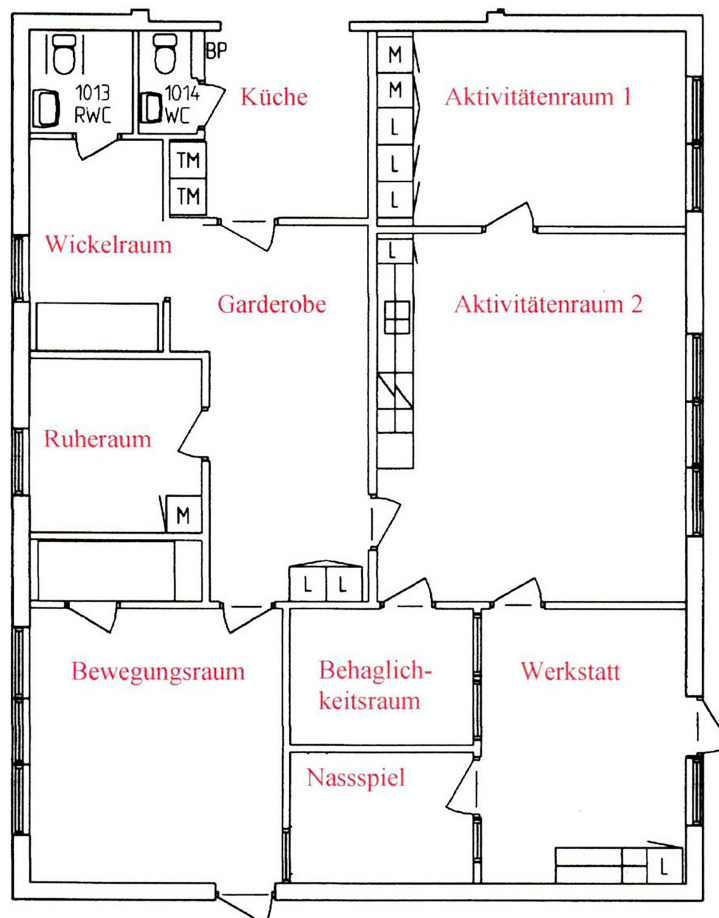 BP
1013
RWC
1014
WC
Küche
M
M
L
L
L
Aktivitätenraum 1
TM
TM
Wickelraum
Garderobe
L
Aktivitätenraum 2
Ruheraum
M
L L
Bewegungsraum
Behaglich-
keitsraum
Werkstatt
Nassspiel
L